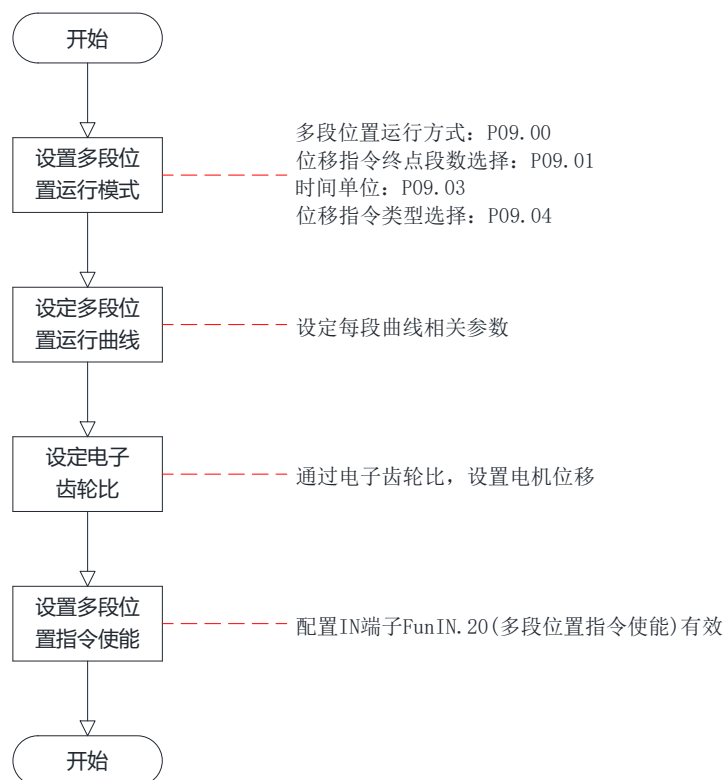 开始
设置多段位
置运行模式
多段位置运行方式：P09.00
位移指令终点段数选择：P09.01
时间单位：P09.03
位移指令类型选择：P09.04
设定多段位
置运行曲线
设定每段曲线相关参数
设定电子
齿轮比
通过电子齿轮比，设置电机位移
设置多段位
置指令使能
配置IN端子FunIN.20(多段位置指令使能)有效
开始